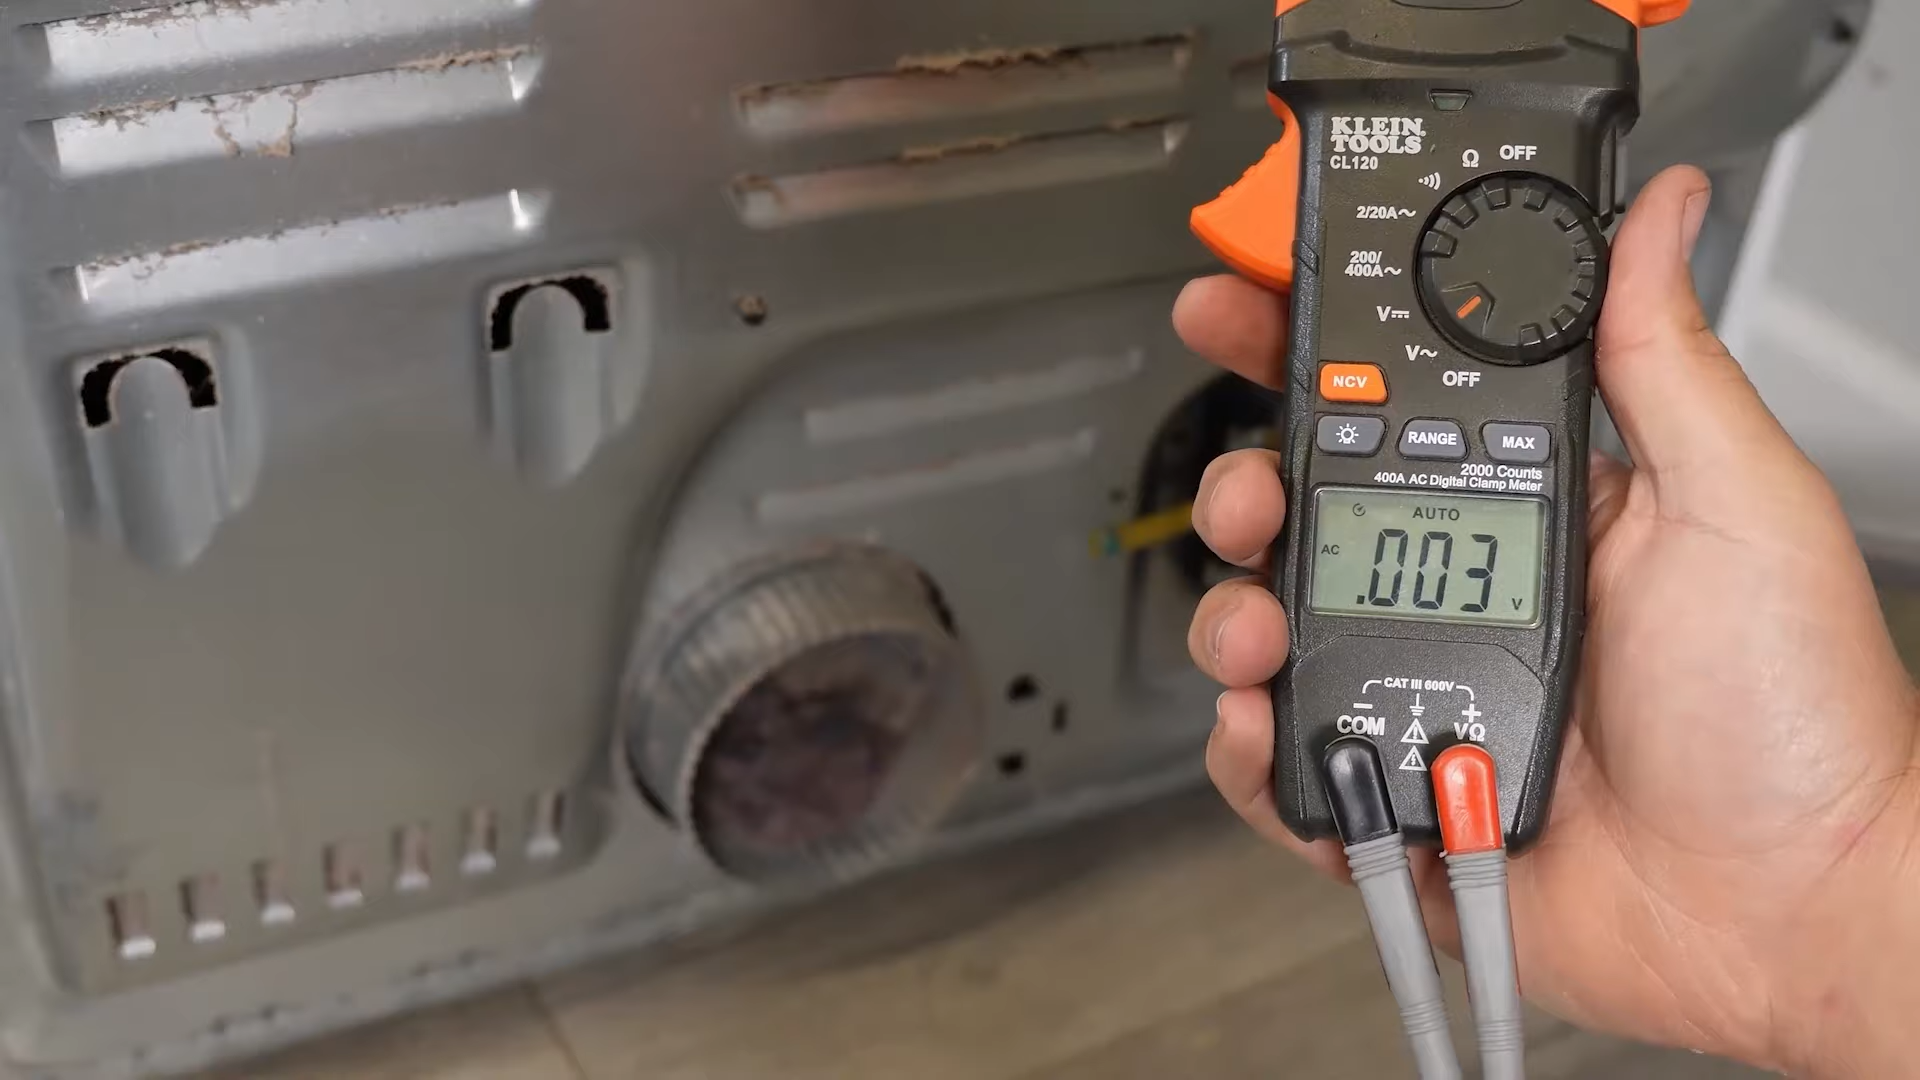 KLEIN
TOOLS
CL120
Ω OFF
2/20A~
200/
400A~
V⎓
V~
OFF
NCV
RANGE
MAX
2000 Counts
400A AC Digital Clamp Meter
AUTO
AC .003 V
CAT III 600V
− +
COM VΩ